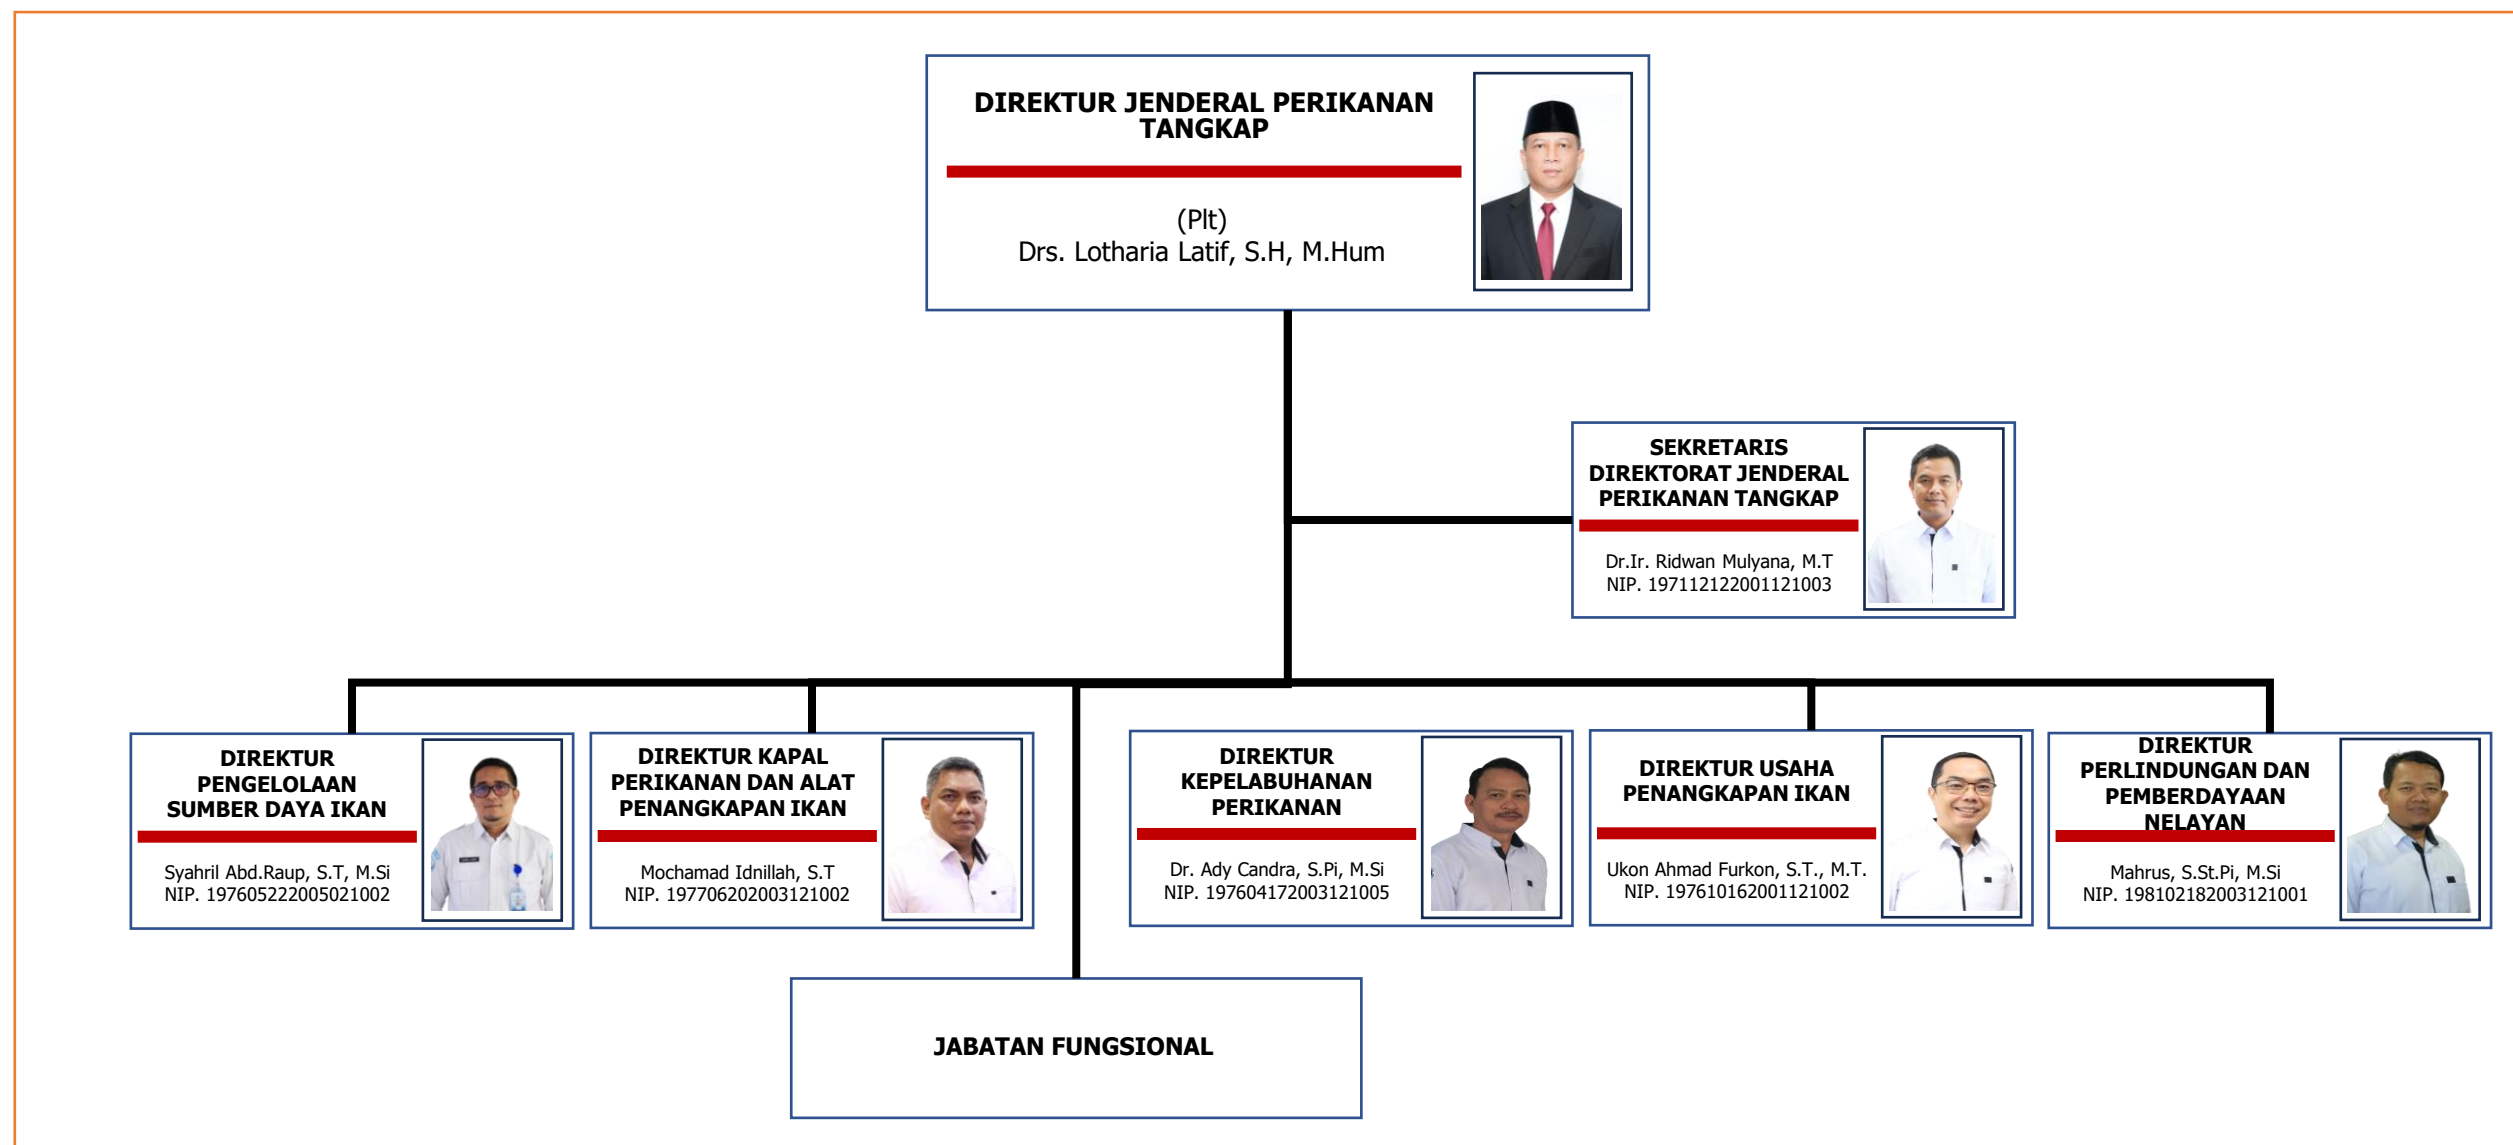 DIREKTUR JENDERAL PERIKANAN
TANGKAP
(Plt)
Drs. Lotharia Latif, S.H, M.Hum
SEKRETARIS
DIREKTORAT JENDERAL
PERIKANAN TANGKAP
Dr.Ir. Ridwan Mulyana, M.T
NIP. 197112122001121003
DIREKTUR
PENGELOLAAN
SUMBER DAYA IKAN
Syahril Abd.Raup, S.T, M.Si
NIP. 197605222005021002
DIREKTUR KAPAL
PERIKANAN DAN ALAT
PENANGKAPAN IKAN
Mochamad Idnillah, S.T
NIP. 197706202003121002
DIREKTUR
KEPELABUHANAN
PERIKANAN
Dr. Ady Candra, S.Pi, M.Si
NIP. 197604172003121005
DIREKTUR USAHA
PENANGKAPAN IKAN
Ukon Ahmad Furkon, S.T., M.T.
NIP. 197610162001121002
DIREKTUR
PERLINDUNGAN DAN
PEMBERDAYAAN
NELAYAN
Mahrus, S.St.Pi, M.Si
NIP. 198102182003121001
JABATAN FUNGSIONAL